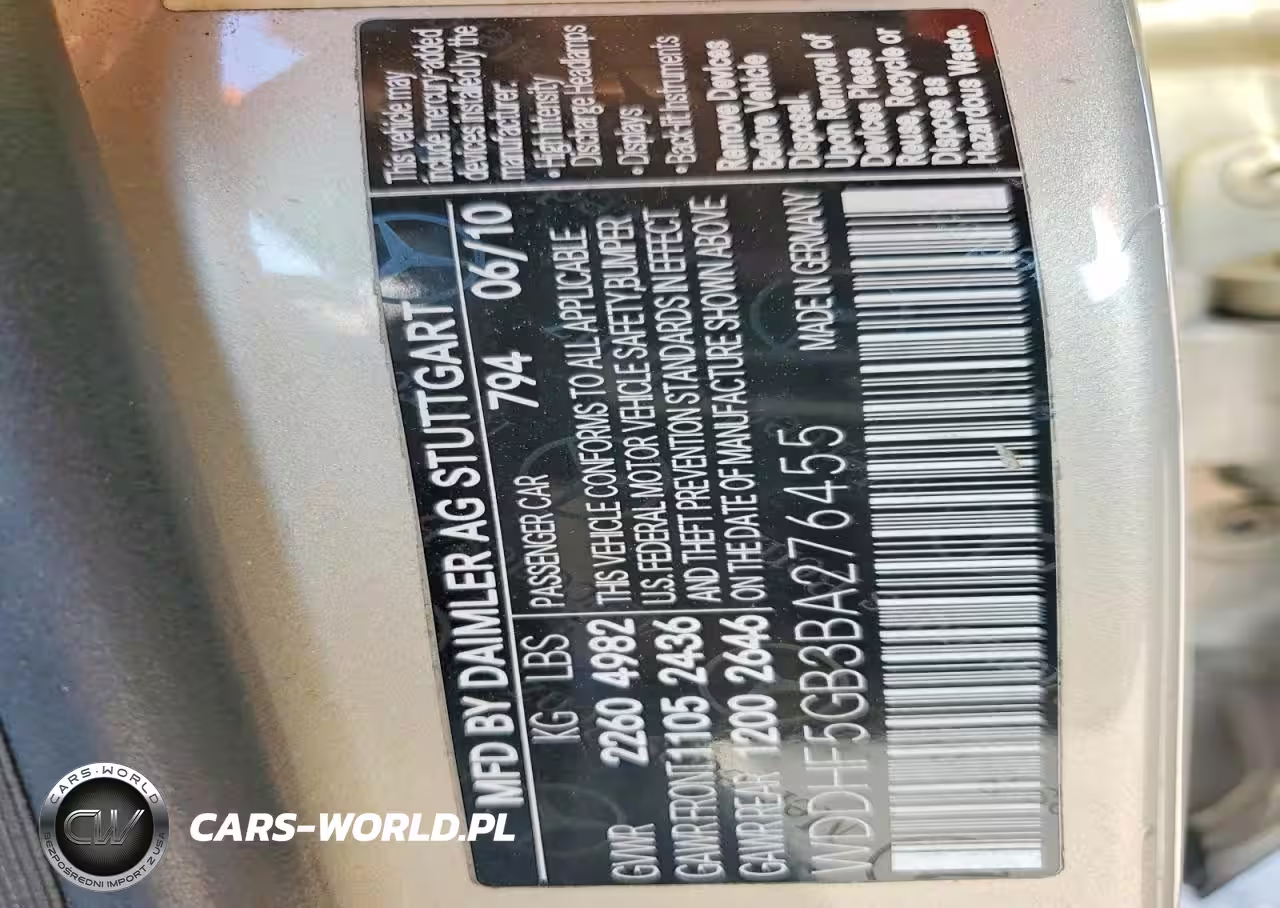 MFD BY DAIMLER AG STUTTGART
794 06/10
KG LBS
PASSENGER CAR
GVWR 2260 4982
GAWR FRONT 1105 2436
GAWR REAR 1200 2646
THIS VEHICLE CONFORMS TO ALL APPLICABLE
U.S. FEDERAL MOTOR VEHICLE SAFETY,BUMPER
AND THEFT PREVENTION STANDARDS IN EFFECT
ON THE DATE OF MANUFACTURE SHOWN ABOVE
MADE IN GERMANY
WDDHF5GB3BA276455
This vehicle may
include mercury-added
devices installed by the
manufacturer:
• High Intensity
Discharge Headlamps
• Displays
• Back-lit Instruments
Remove Devices
Before Vehicle
Disposal.
Upon Removal of
Devices Please
Reuse, Recycle or
Dispose as
Hazardous Waste.
CARS-WORLD
CW
BEZPOŚREDNI IMPORT Z USA
CARS-WORLD.PL